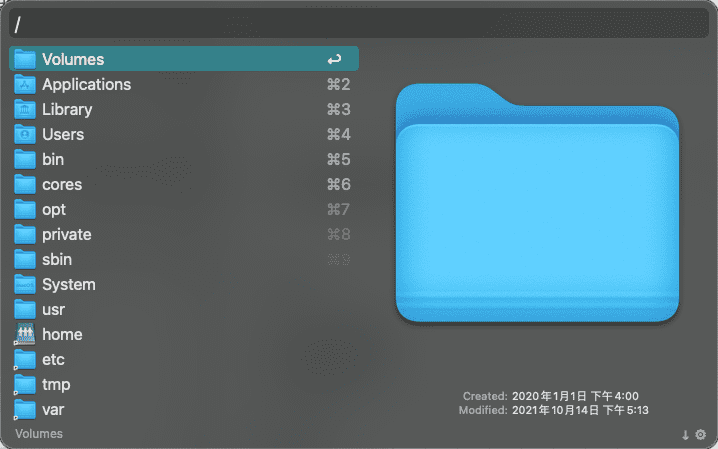 /
Volumes ↩
Applications ⌘2
Library ⌘3
Users ⌘4
bin ⌘5
cores ⌘6
opt ⌘7
private ⌘8
sbin ⌘9
System
usr
home
etc
tmp
var
Created: 2020年1月1日 下午4:00
Modified: 2021年10月14日 下午5:13
Volumes